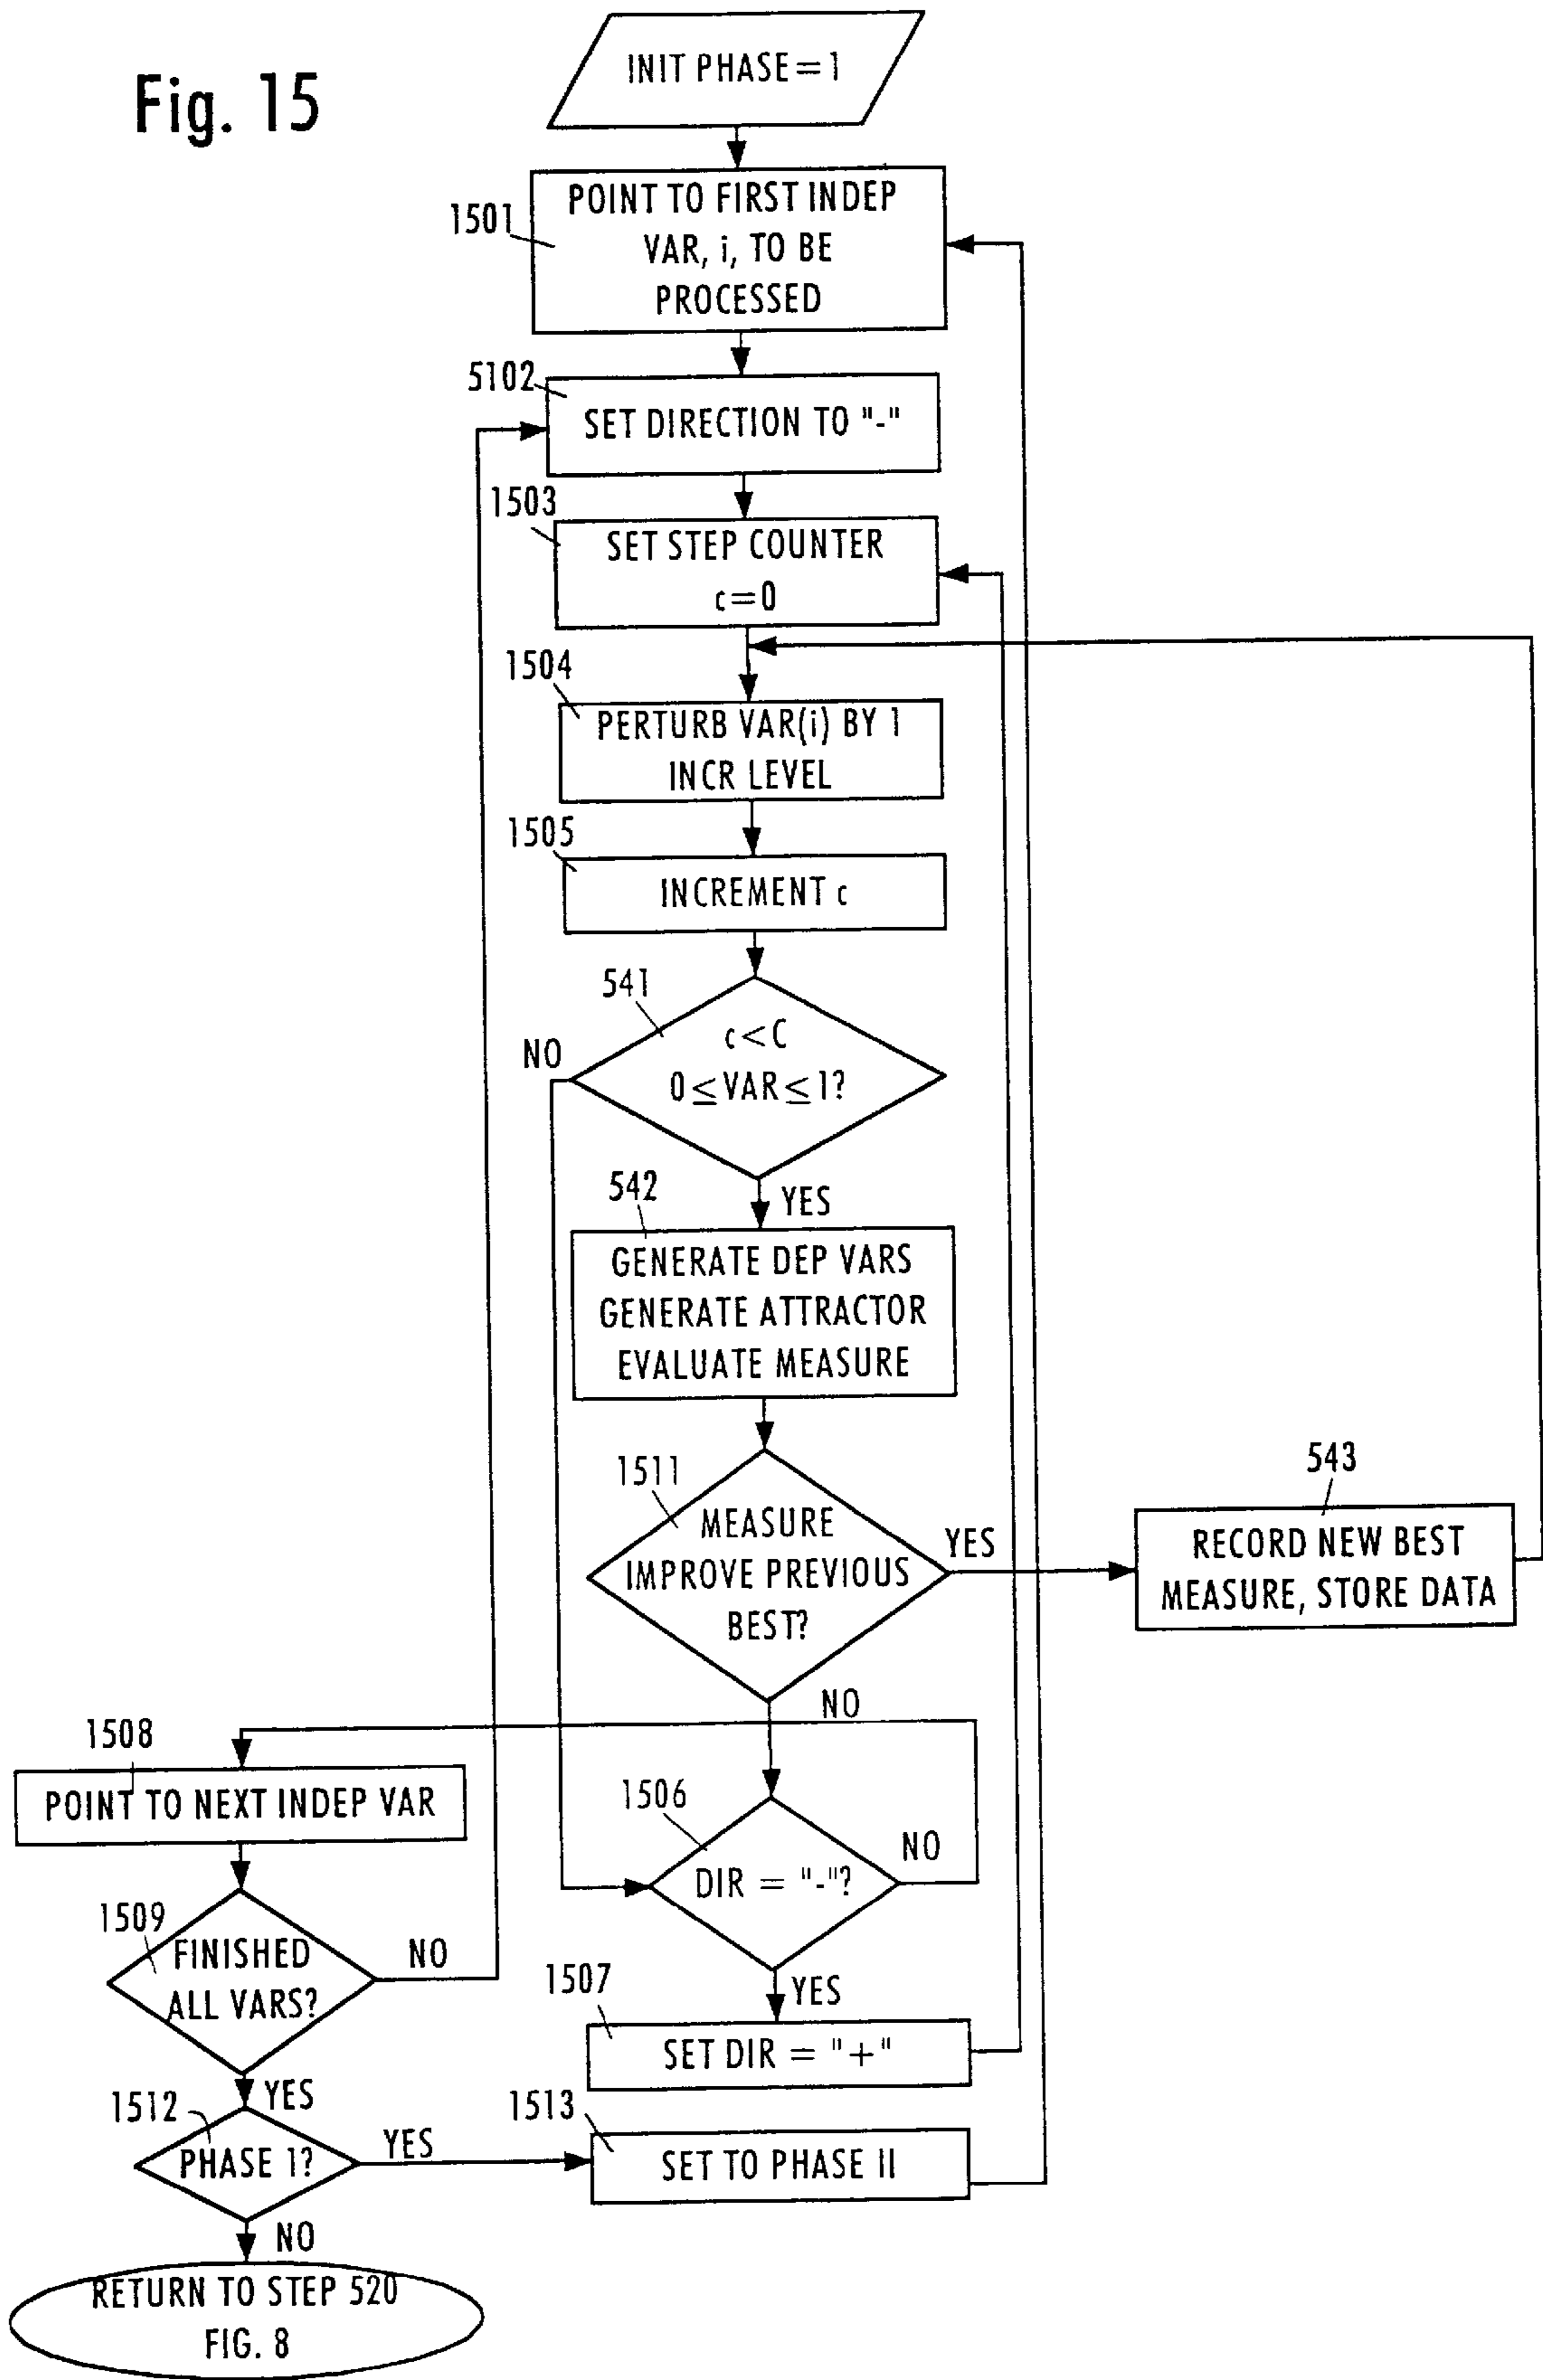 Fig. 15
INIT PHASE = 1
1501
POINT TO FIRST INDEP
VAR, i, TO BE
PROCESSED
5102
SET DIRECTION TO "-"
1503
SET STEP COUNTER
c=0
1504
PERTURB VAR(i) BY 1
INCR LEVEL
1505
INCREMENT c
541
c<C
0≤VAR≤1?
NO
YES
542
GENERATE DEP VARS
GENERATE ATTRACTOR
EVALUATE MEASURE
1511
MEASURE
IMPROVE PREVIOUS
BEST?
YES
543
RECORD NEW BEST
MEASURE, STORE DATA
NO
1508
POINT TO NEXT INDEP VAR
1506
DIR = "-"?
NO
YES
1509
FINISHED
ALL VARS?
NO
YES
1507
SET DIR = "+"
1512
PHASE 1?
YES
1513
SET TO PHASE II
NO
RETURN TO STEP 520
FIG. 8